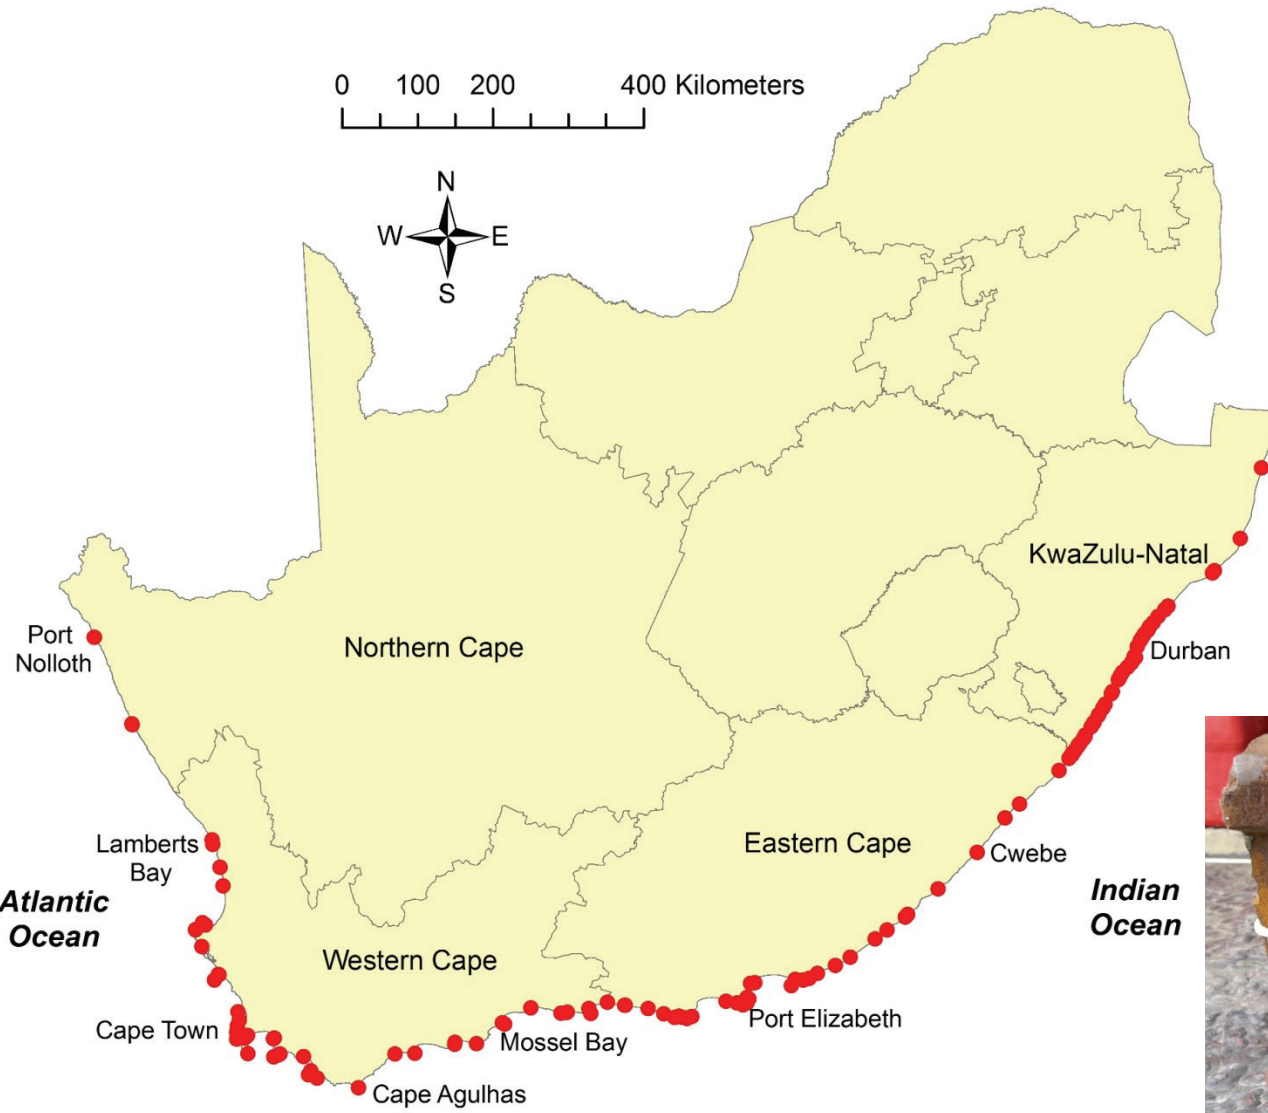 0 100 200 400 Kilometers
N
W E
S
KwaZulu-Natal
Port
Nolloth
Northern Cape
Durban
Lamberts
Bay
Eastern Cape
Cwebe
Atlantic
Ocean
Indian
Ocean
Western Cape
Cape Town
Port Elizabeth
Mossel Bay
Cape Agulhas